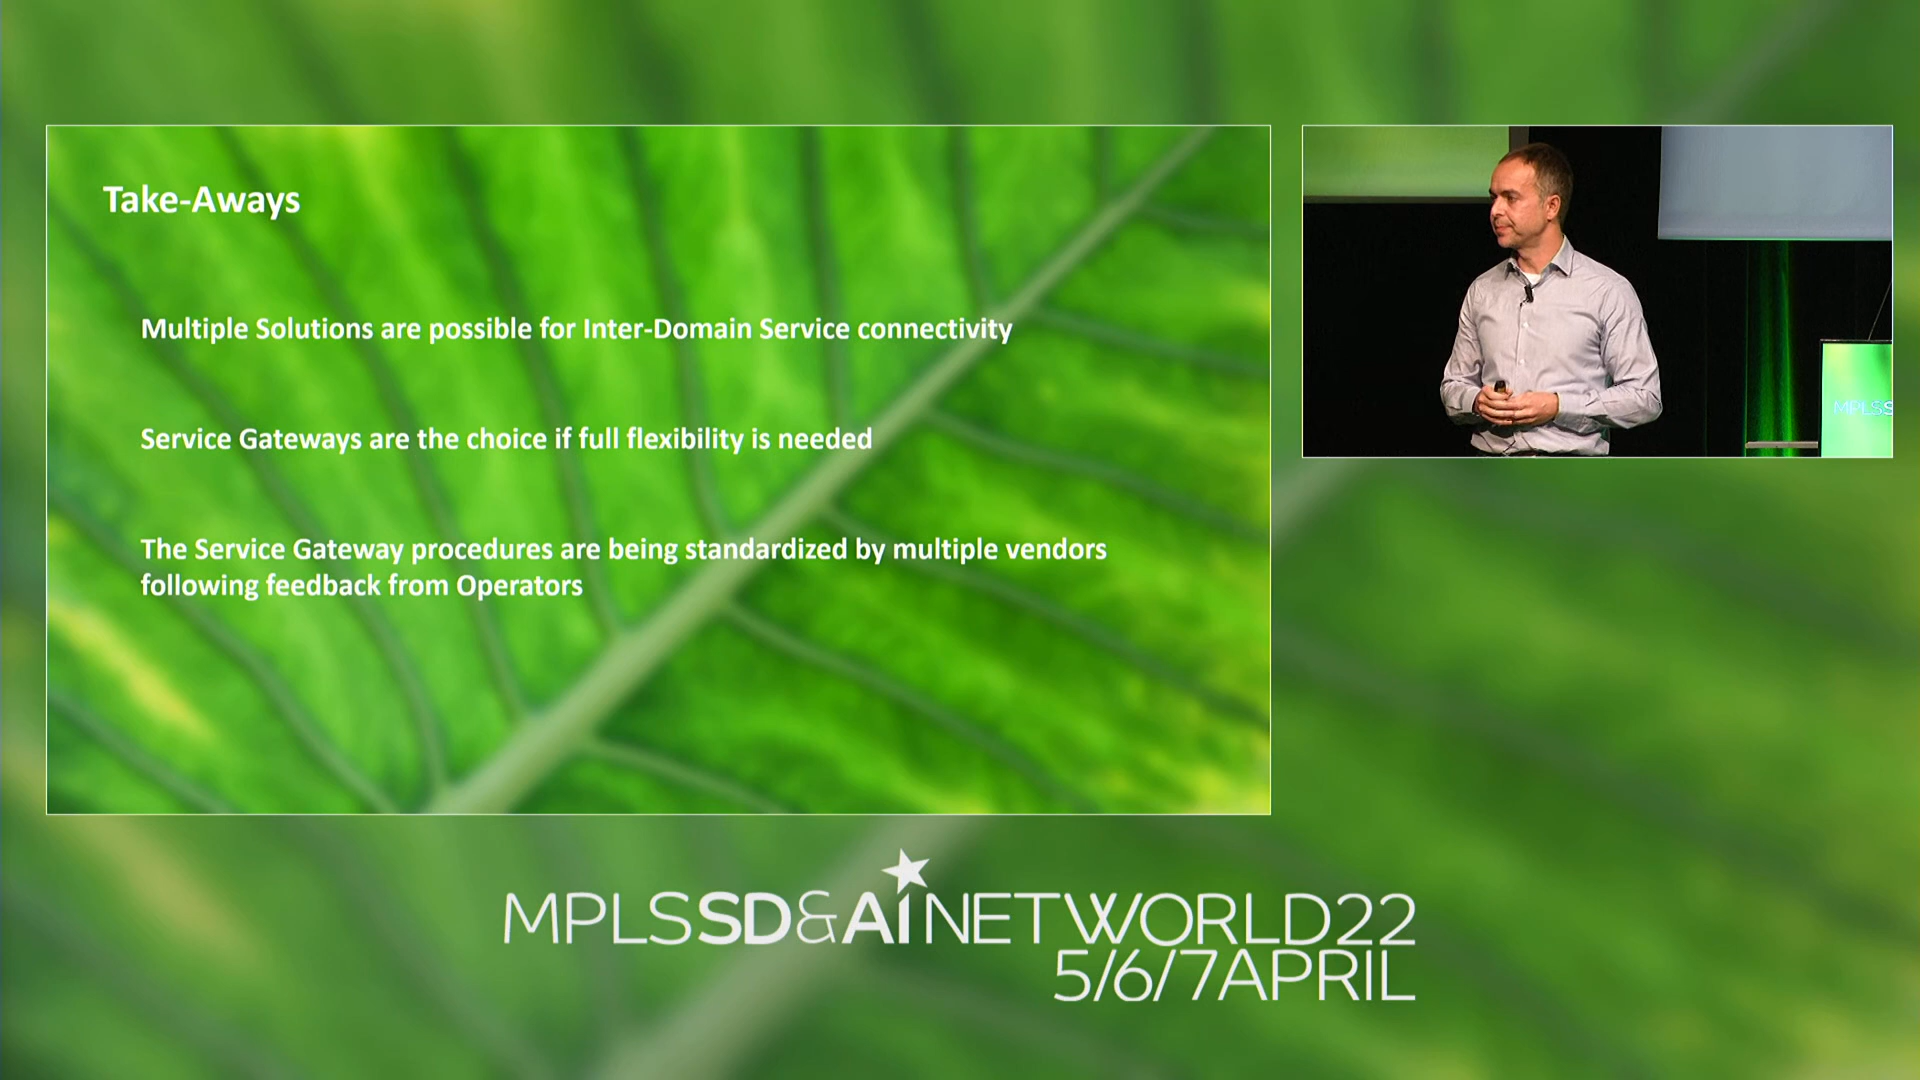 Take-Aways
Multiple Solutions are possible for Inter-Domain Service connectivity
Service Gateways are the choice if full flexibility is needed
The Service Gateway procedures are being standardized by multiple vendors
following feedback from Operators
MPLSS
MPLSSD&AINETWORLD22
5/6/7APRIL